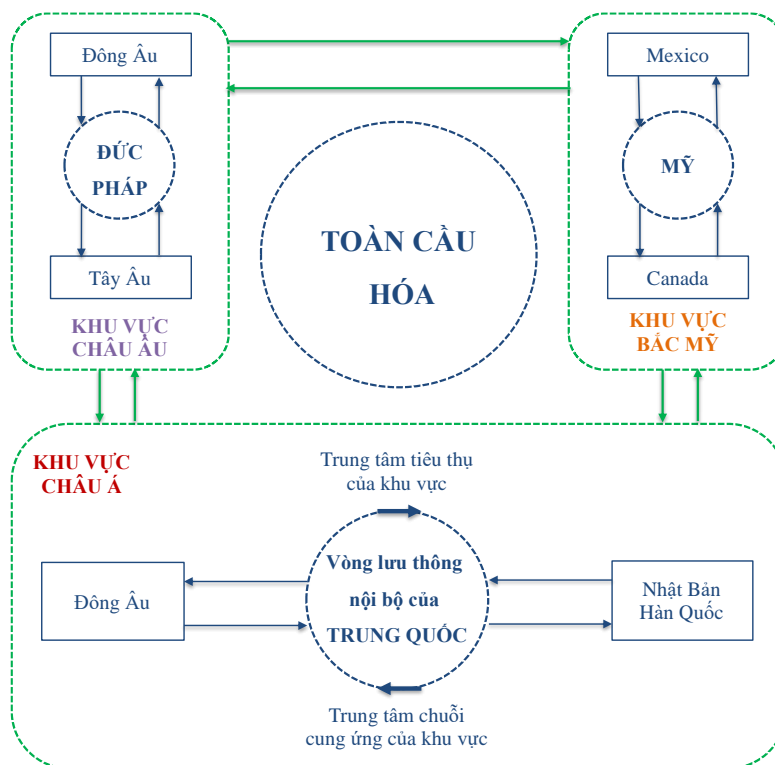 Đông Âu
ĐỨC
PHÁP
Tây Âu
KHU VỰC
CHÂU ÂU
TOÀN CẦU
HÓA
Mexico
MỸ
Canada
KHU VỰC
BẮC MỸ
KHU VỰC
CHÂU Á
Trung tâm tiêu thụ
của khu vực
Đông Âu
Vòng lưu thông
nội bộ của
TRUNG QUỐC
Nhật Bản
Hàn Quốc
Trung tâm chuỗi
cung ứng của khu vực